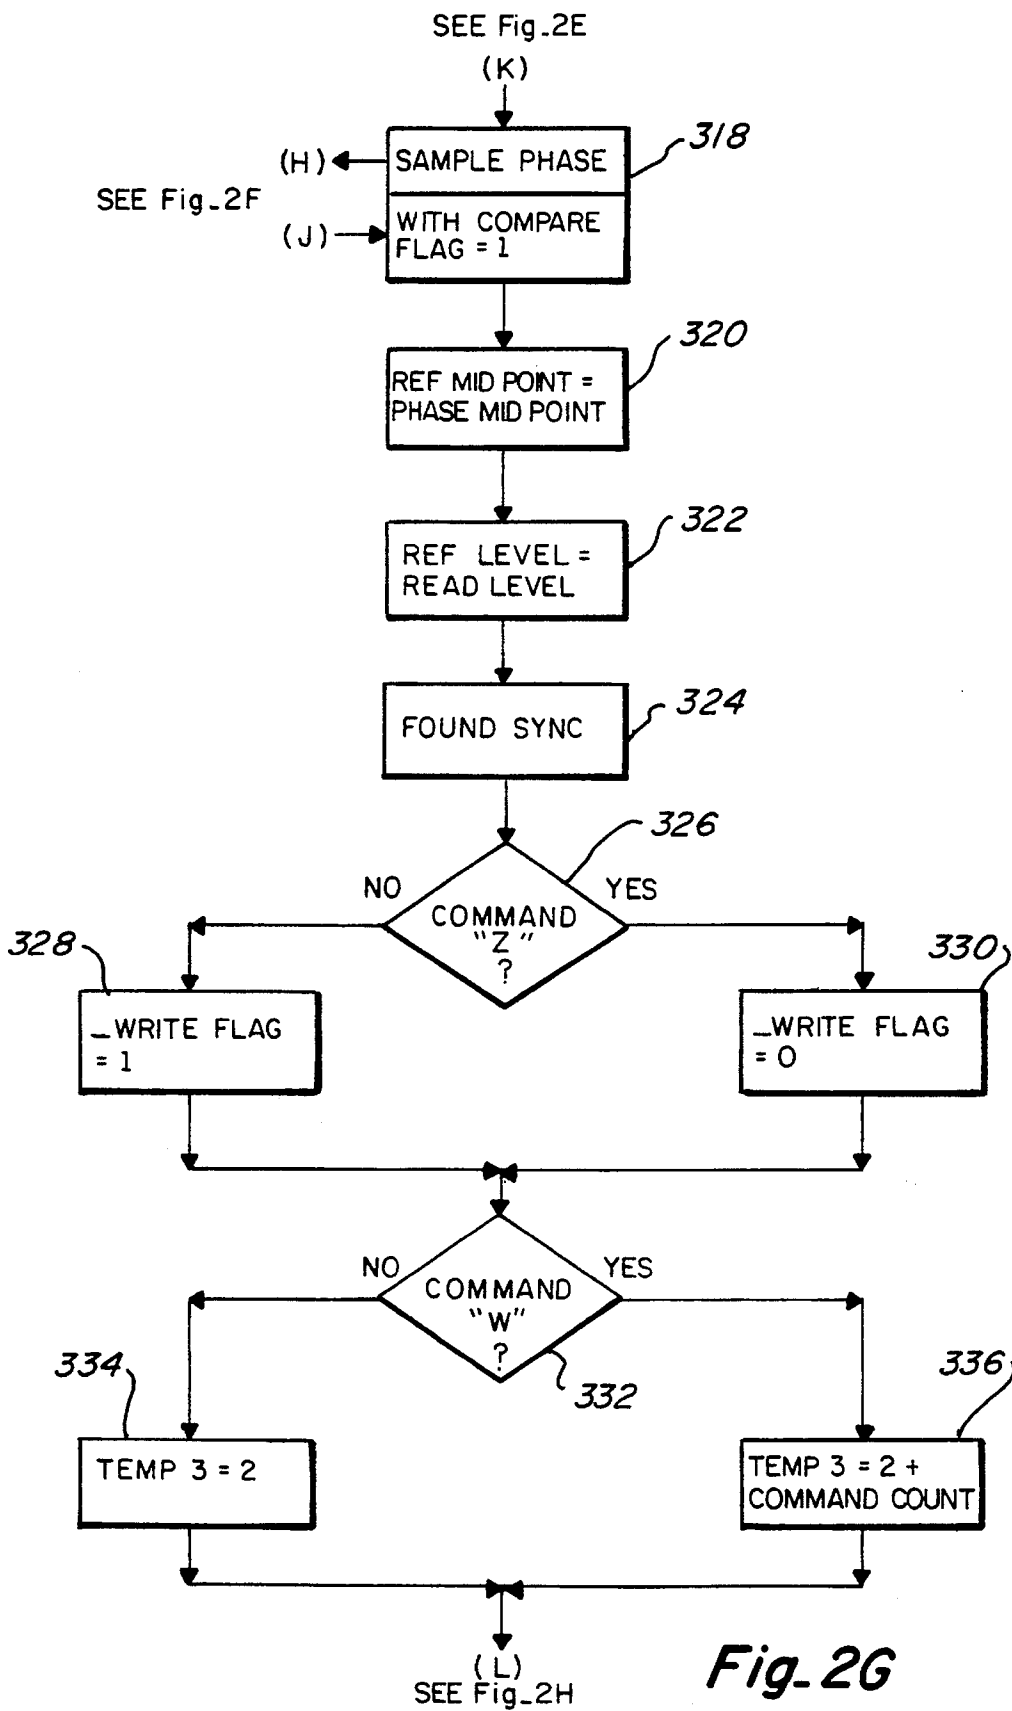 SEE Fig_2E
(K)
318
(H)
SAMPLE PHASE
SEE Fig_2F
(J)
WITH COMPARE
FLAG = 1
320
REF MID POINT =
PHASE MID POINT
322
REF LEVEL =
READ LEVEL
324
FOUND SYNC
326
NO
YES
COMMAND
"Z"
?
328
330
_WRITE FLAG
= 1
_WRITE FLAG
= 0
NO
YES
COMMAND
"W"
?
332
334
336
TEMP 3 = 2
TEMP 3 = 2 +
COMMAND COUNT
(L)
SEE Fig_2H
Fig_2G